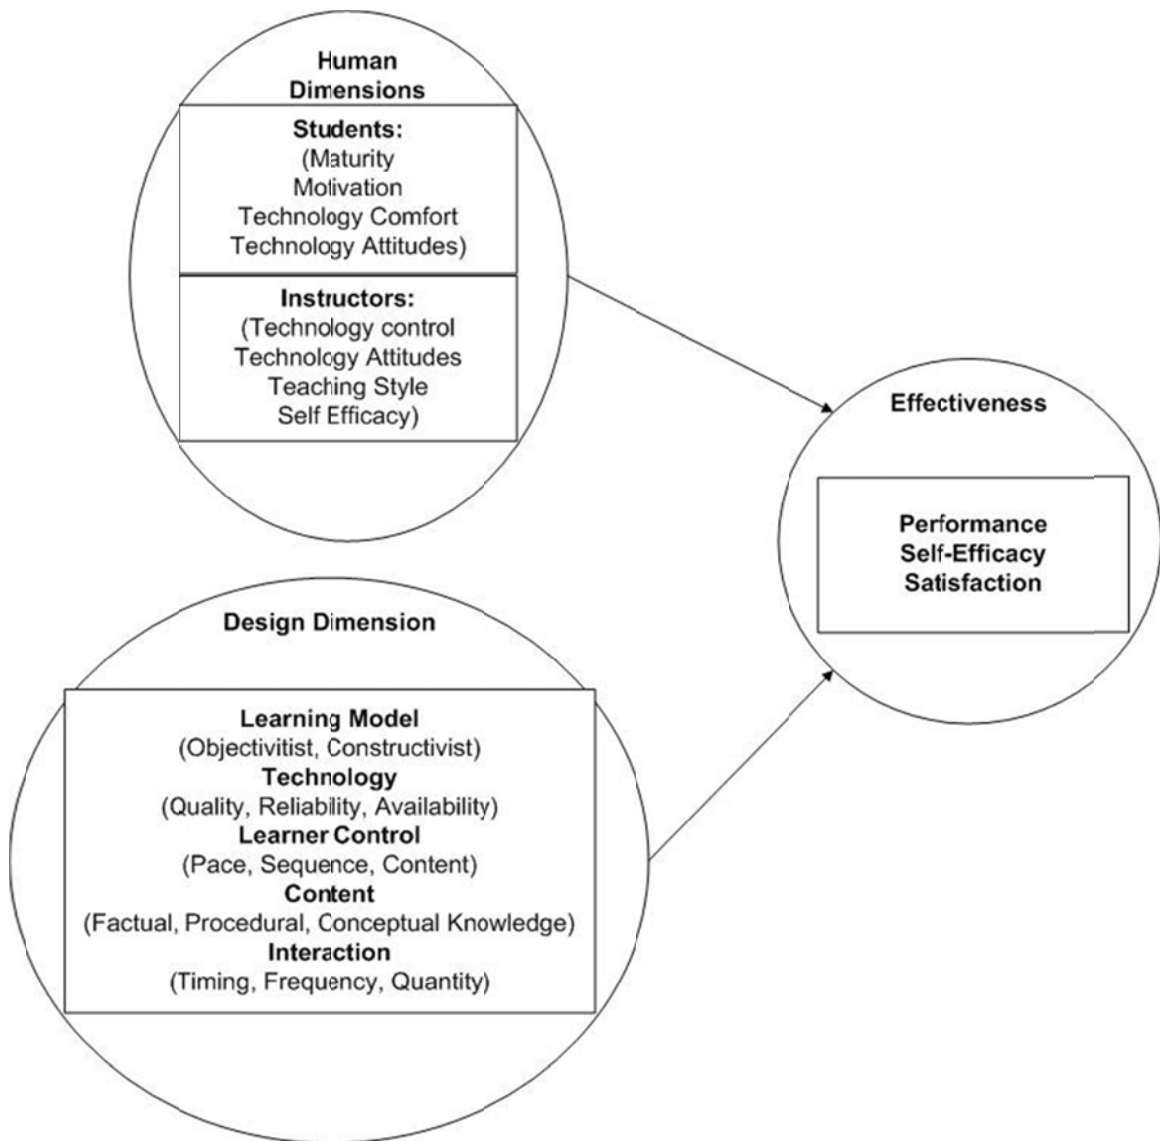 Human
Dimensions
Students:
(Maturity
Motivation
Technology Comfort
Technology Attitudes)
Instructors:
(Technology control
Technology Attitudes
Teaching Style
Self Efficacy)
Effectiveness
Performance
Self-Efficacy
Satisfaction
Design Dimension
Learning Model
(Objectivitist, Constructivist)
Technology
(Quality, Reliability, Availability)
Learner Control
(Pace, Sequence, Content)
Content
(Factual, Procedural, Conceptual Knowledge)
Interaction
(Timing, Frequency, Quantity)